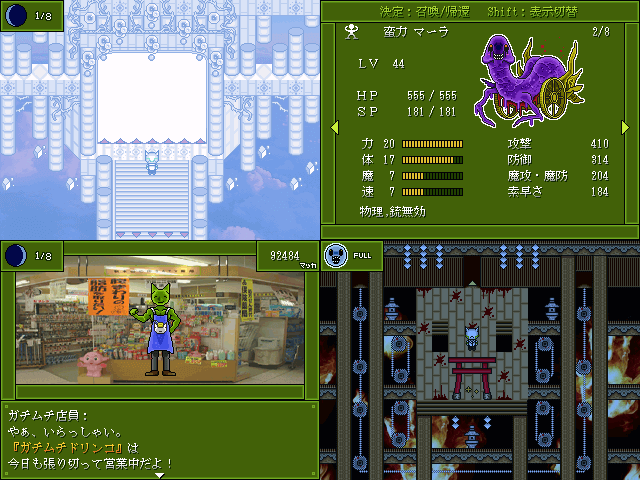 1/8
決定：召喚/帰還　Shift：表示切替
蛮力 マーラ　2/8
LV 44
HP 555 / 555
SP 181 / 181
力 20　攻撃 410
体 17　防御 314
魔 7　魔攻・魔防 204
速 7　素早さ 184
物理,銃無効
1/8
92484
マッカ
ガチムチ店員：
やぁ、いらっしゃい。
『ガチムチドリンコ』は
今日も張り切って営業中だよ！
FULL